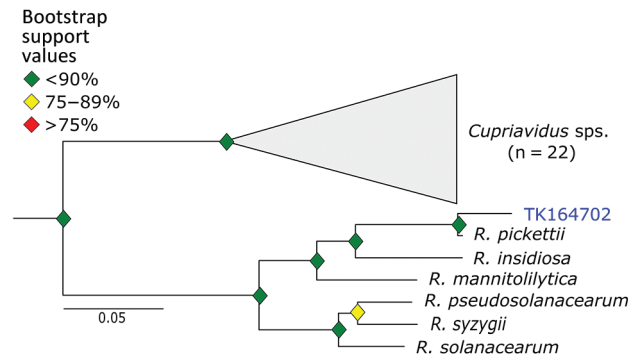 Bootstrap
support
values
<90%
75–89%
>75%
Cupriavidus sps.
(n = 22)
TK164702
R. pickettii
R. insidiosa
R. mannitolilytica
R. pseudosolanacearum
R. syzygii
R. solanacearum
0.05